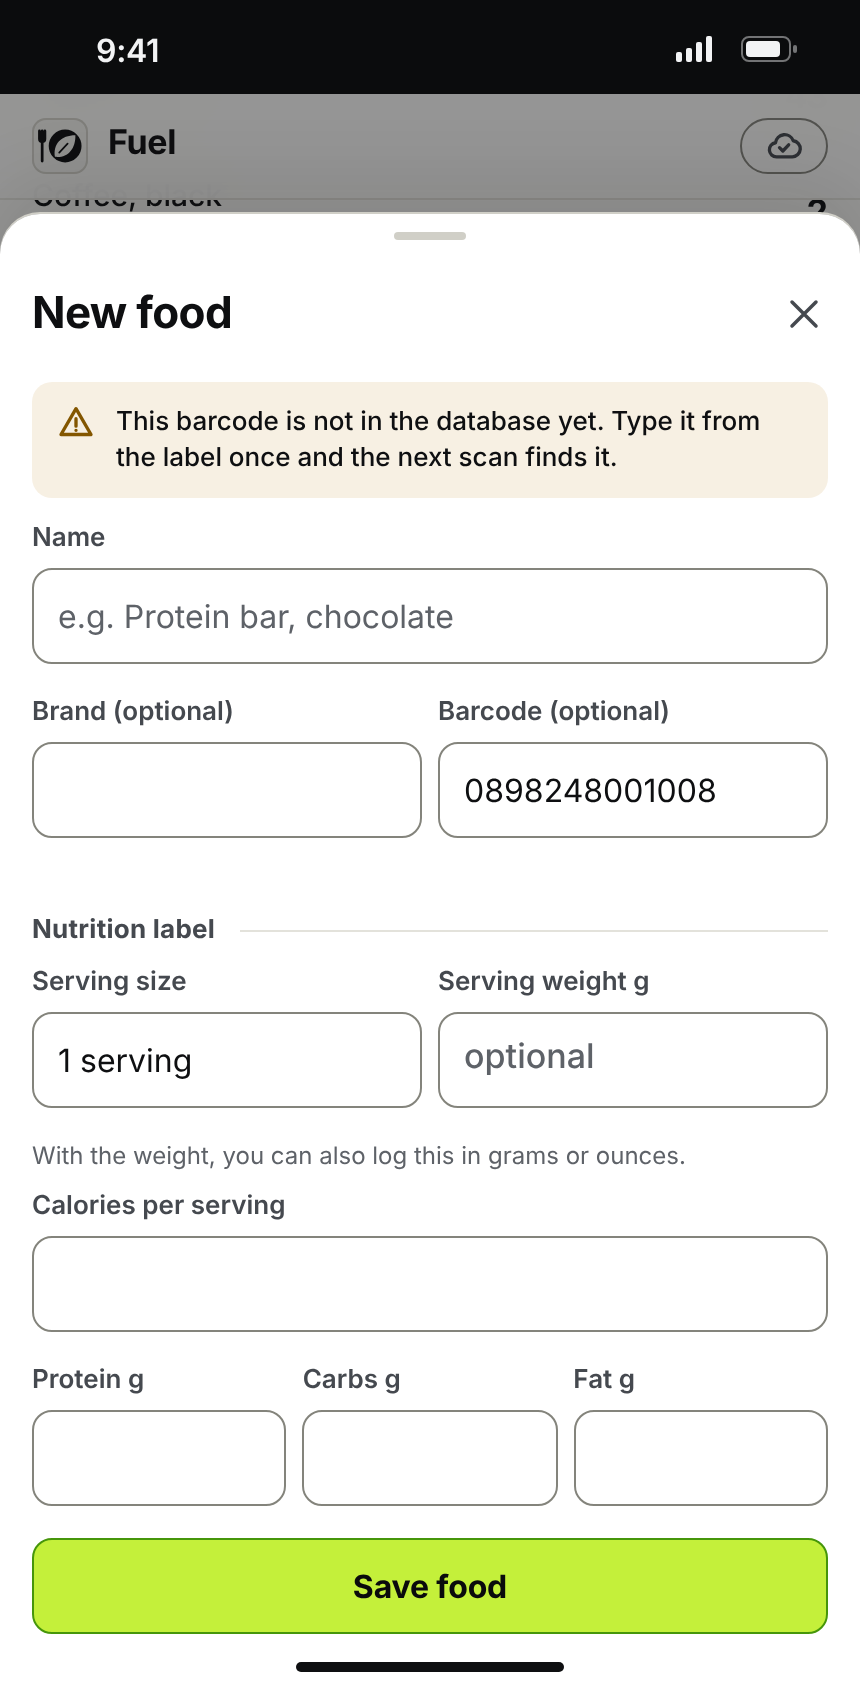 9:41
Fuel
Coffee, black
2
New food
This barcode is not in the database yet. Type it from
the label once and the next scan finds it.
Name
e.g. Protein bar, chocolate
Brand (optional)
Barcode (optional)
0898248001008
Nutrition label
Serving size
Serving weight g
1 serving
optional
With the weight, you can also log this in grams or ounces.
Calories per serving
Protein g
Carbs g
Fat g
Save food